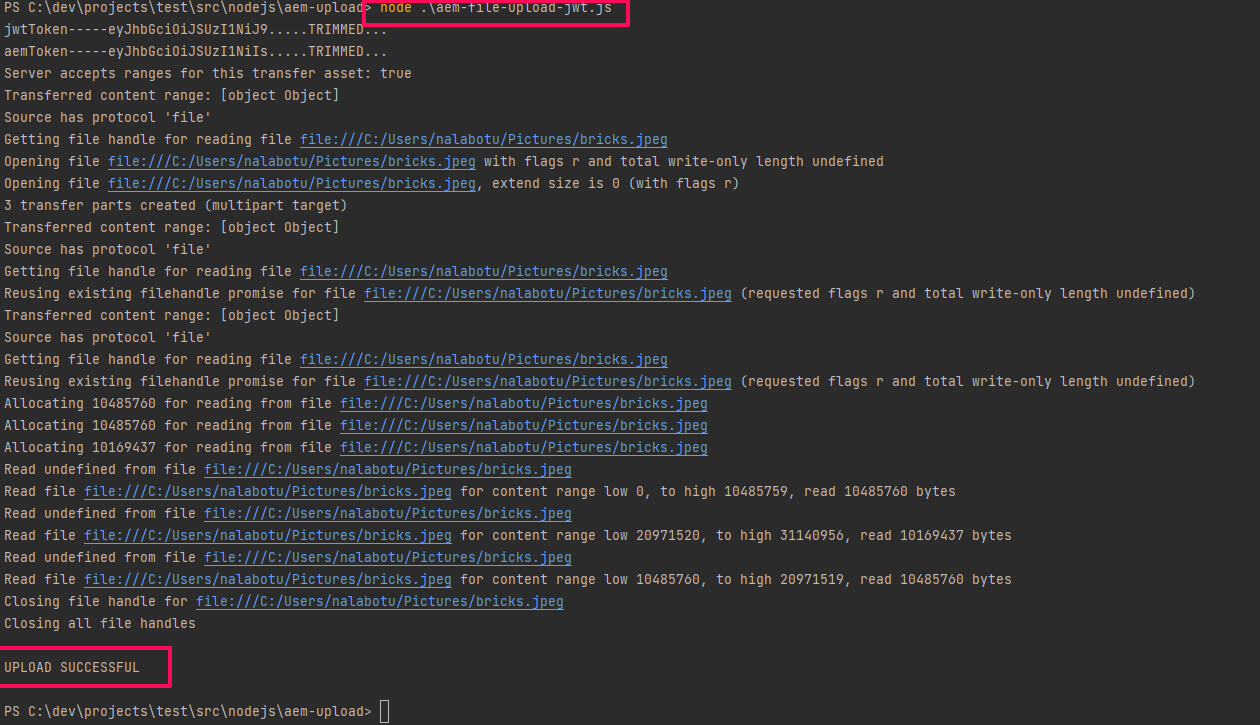 PS C:\dev\projects\test\src\nodejs\aem-upload> node .\aem-file-upload-jwt.js
jwtToken-----eyJhbGciOiJSUzI1NiJ9.....TRIMMED...
aemToken-----eyJhbGciOiJSUzI1NiIs.....TRIMMED...
Server accepts ranges for this transfer asset: true
Transferred content range: [object Object]
Source has protocol 'file'
Getting file handle for reading file file:///C:/Users/nalabotu/Pictures/bricks.jpeg
Opening file file:///C:/Users/nalabotu/Pictures/bricks.jpeg with flags r and total write-only length undefined
Opening file file:///C:/Users/nalabotu/Pictures/bricks.jpeg, extend size is 0 (with flags r)
3 transfer parts created (multipart target)
Transferred content range: [object Object]
Source has protocol 'file'
Getting file handle for reading file file:///C:/Users/nalabotu/Pictures/bricks.jpeg
Reusing existing filehandle promise for file file:///C:/Users/nalabotu/Pictures/bricks.jpeg (requested flags r and total write-only length undefined)
Transferred content range: [object Object]
Source has protocol 'file'
Getting file handle for reading file file:///C:/Users/nalabotu/Pictures/bricks.jpeg
Reusing existing filehandle promise for file file:///C:/Users/nalabotu/Pictures/bricks.jpeg (requested flags r and total write-only length undefined)
Allocating 10485760 for reading from file file:///C:/Users/nalabotu/Pictures/bricks.jpeg
Allocating 10485760 for reading from file file:///C:/Users/nalabotu/Pictures/bricks.jpeg
Allocating 10169437 for reading from file file:///C:/Users/nalabotu/Pictures/bricks.jpeg
Read undefined from file file:///C:/Users/nalabotu/Pictures/bricks.jpeg
Read file file:///C:/Users/nalabotu/Pictures/bricks.jpeg for content range low 0, to high 10485759, read 10485760 bytes
Read undefined from file file:///C:/Users/nalabotu/Pictures/bricks.jpeg
Read file file:///C:/Users/nalabotu/Pictures/bricks.jpeg for content range low 20971520, to high 31140956, read 10169437 bytes
Read undefined from file file:///C:/Users/nalabotu/Pictures/bricks.jpeg
Read file file:///C:/Users/nalabotu/Pictures/bricks.jpeg for content range low 10485760, to high 20971519, read 10485760 bytes
Closing file handle for file:///C:/Users/nalabotu/Pictures/bricks.jpeg
Closing all file handles
UPLOAD SUCCESSFUL
PS C:\dev\projects\test\src\nodejs\aem-upload>